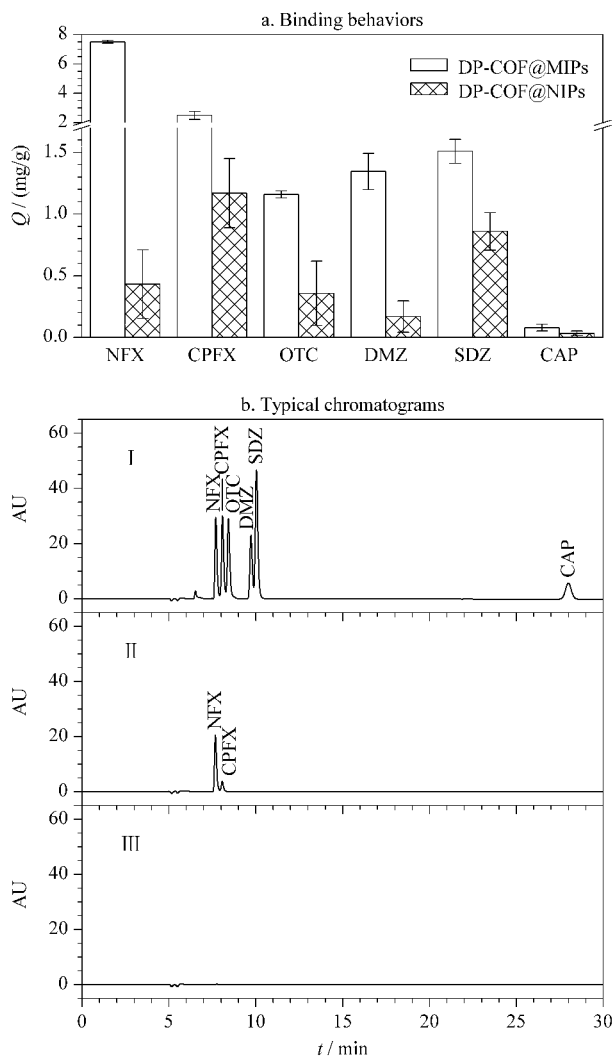 a. Binding behaviors
8
7
6
5
4
3
2
1.5
1.0
0.5
0.0
Q / (mg/g)
DP-COF@MIPs
DP-COF@NIPs
NFX CPFX OTC DMZ SDZ CAP
b. Typical chromatograms
60
40
20
0
AU
I
NFX
CPFX
OTC
DMZ
SDZ
CAP
60
40
20
0
AU
II
NFX
CPFX
60
40
20
0
AU
III
0 5 10 15 20 25 30
t / min